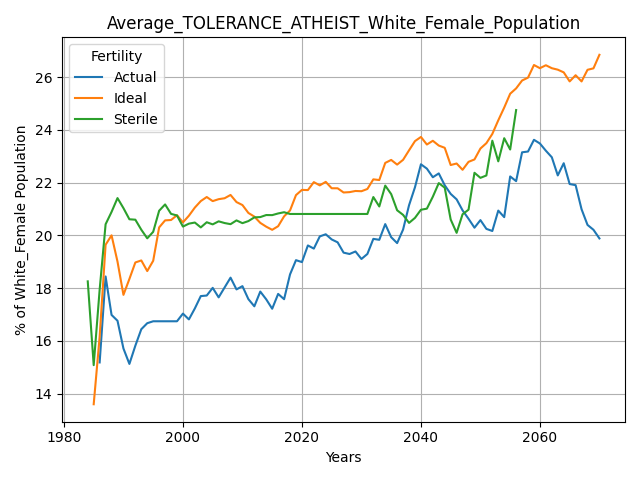 Average_TOLERANCE_ATHEIST_White_Female_Population
Fertility
Actual
Ideal
Sterile
% of White_Female Population
26
24
22
20
18
16
14
1980
2000
2020
2040
2060
Years